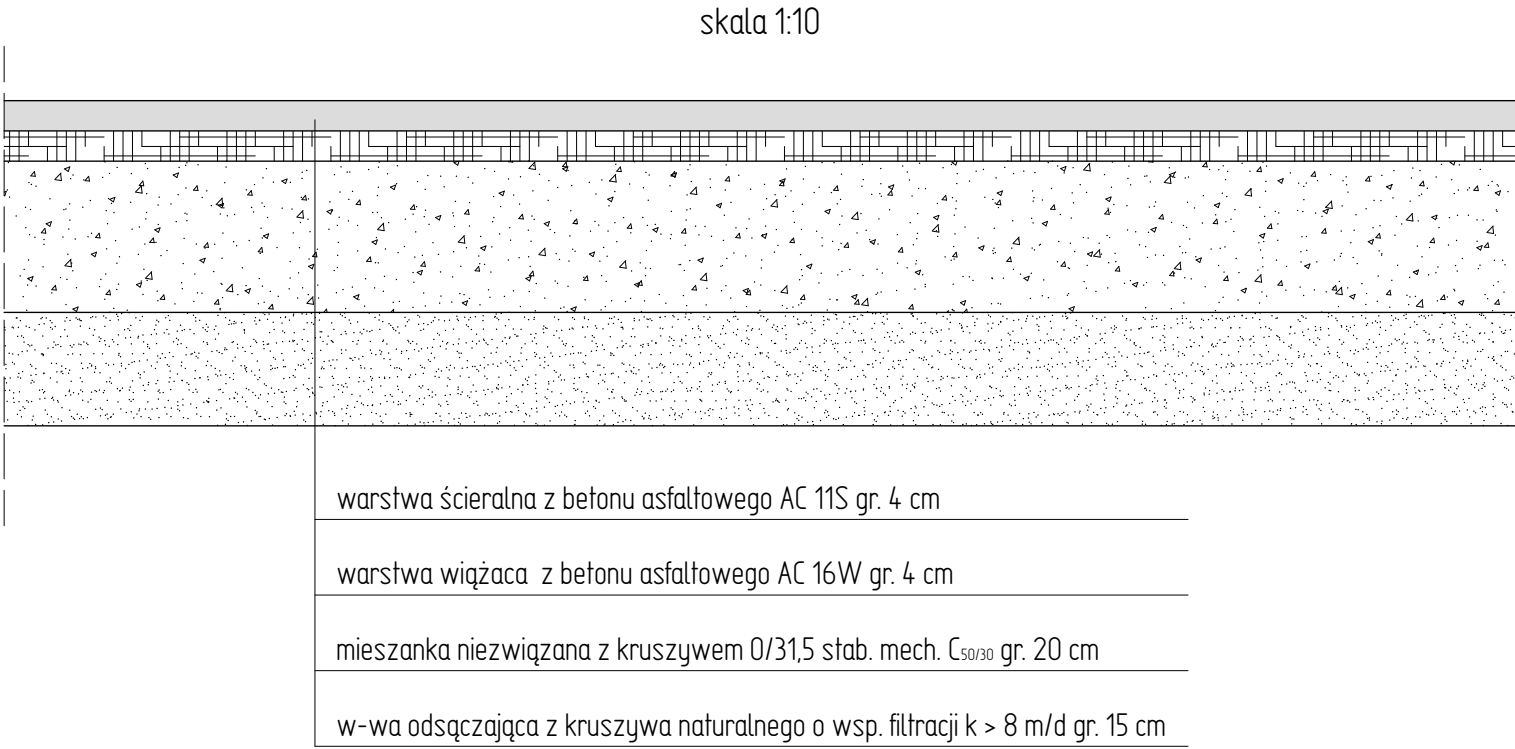 skala 1:10
warstwa ścieralna z betonu asfaltowego AC 11S gr. 4 cm
warstwa wiążaca z betonu asfaltowego AC 16W gr. 4 cm
mieszanka niezwiązana z kruszywem 0/31,5 stab. mech. C50/30 gr. 20 cm
w-wa odsączająca z kruszywa naturalnego o wsp. filtracji k > 8 m/d gr. 15 cm